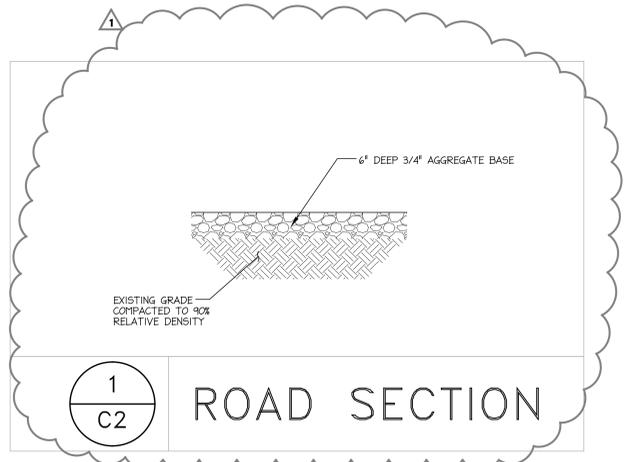 1
6" DEEP 3/4" AGGREGATE BASE
EXISTING GRADE
COMPACTED TO 90%
RELATIVE DENSITY
1
C2
ROAD SECTION